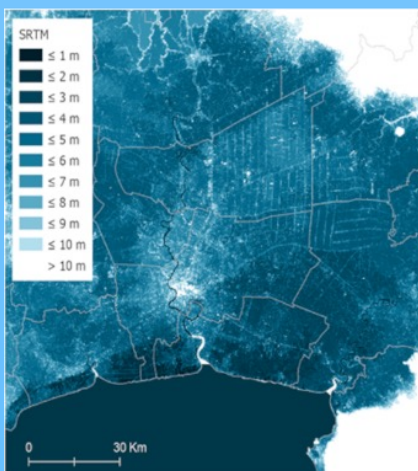 SRTM
≤ 1 m
≤ 2 m
≤ 3 m
≤ 4 m
≤ 5 m
≤ 6 m
≤ 7 m
≤ 8 m
≤ 9 m
≤ 10 m
> 10 m
0 30 Km